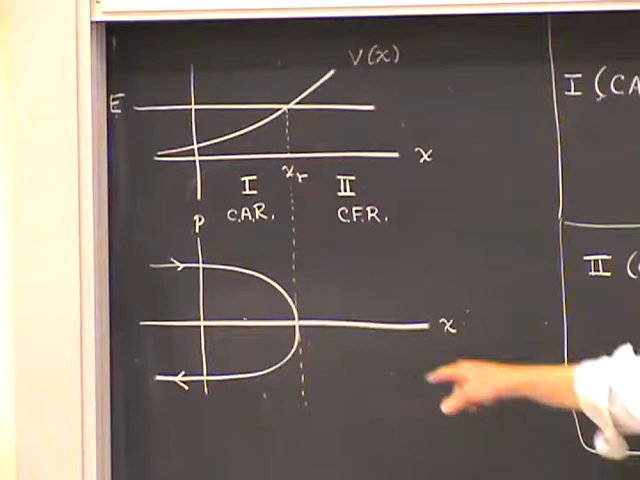 V(x)
E
x
I
xᵣ
II
C.A.R.
C.F.R.
P
x
I (CA
II (